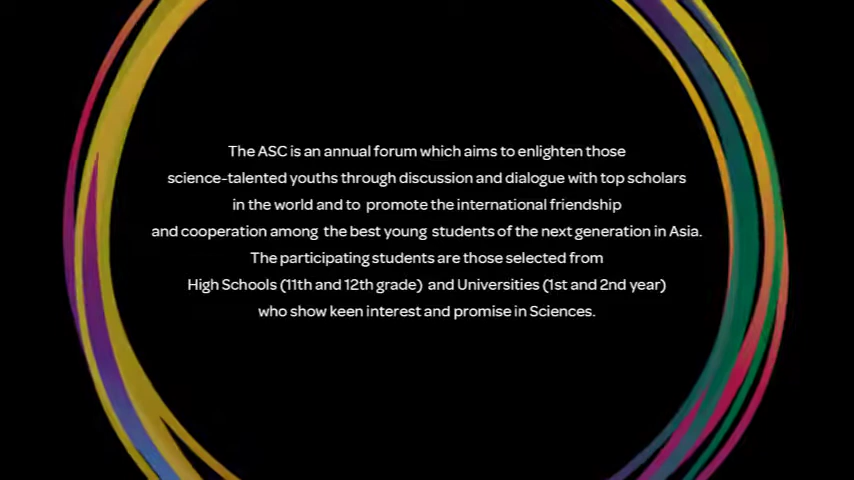 The ASC is an annual forum which aims to enlighten those
science-talented youths through discussion and dialogue with top scholars
in the world and to promote the international friendship
and cooperation among the best young students of the next generation in Asia.
The participating students are those selected from
High Schools (11th and 12th grade) and Universities (1st and 2nd year)
who show keen interest and promise in Sciences.